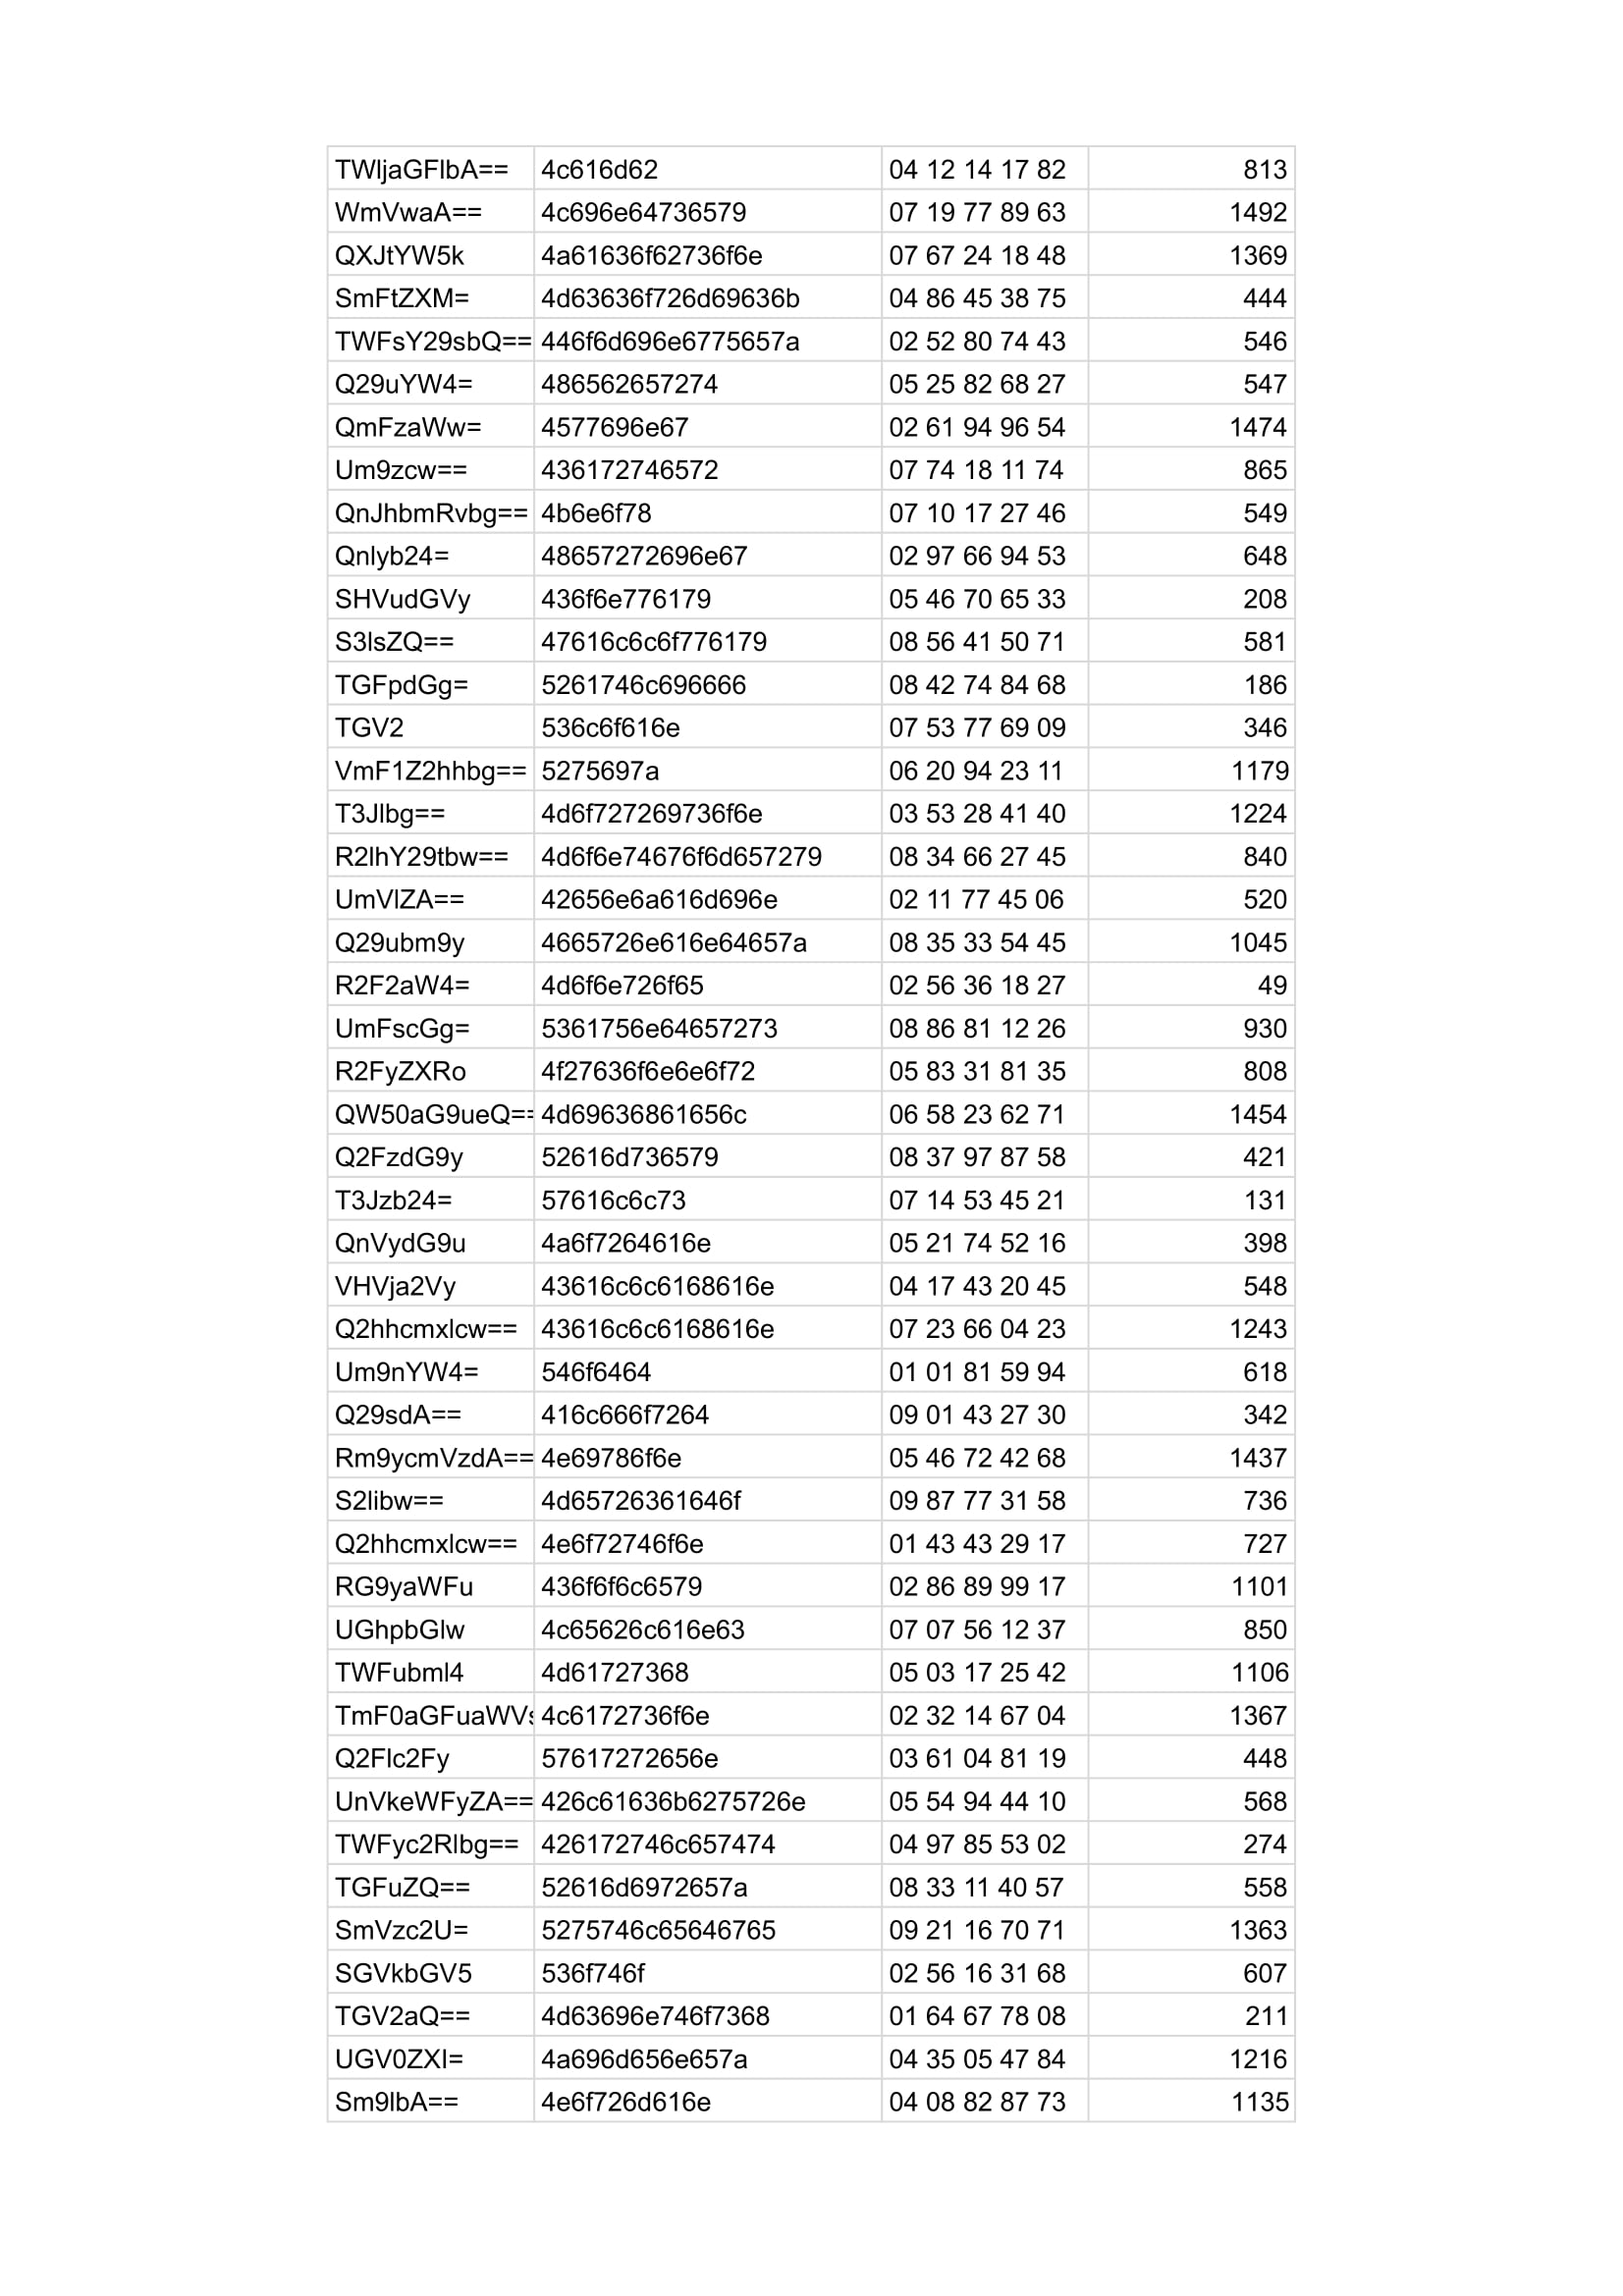 TWljaGFlbA== 4c616d62 04 12 14 17 82 813
WmVwaA== 4c696e64736579 07 19 77 89 63 1492
QXJtYW5k 4a61636f62736f6e 07 67 24 18 48 1369
SmFtZXM= 4d63636f726d69636b 04 86 45 38 75 444
TWFsY29sbQ== 446f6d696e6775657a 02 52 80 74 43 546
Q29uYW4= 486562657274 05 25 82 68 27 547
QmFzaWw= 4577696e67 02 61 94 96 54 1474
Um9zcw== 436172746572 07 74 18 11 74 865
QnJhbmRvbg== 4b6e6f78 07 10 17 27 46 549
Qnlyb24= 48657272696e67 02 97 66 94 53 648
SHVudGVy 436f6e776179 05 46 70 65 33 208
S3lsZQ== 47616c6c6f776179 08 56 41 50 71 581
TGFpdGg= 5261746c696666 08 42 74 84 68 186
TGV2 536c6f616e 07 53 77 69 09 346
VmF1Z2hhbg== 5275697a 06 20 94 23 11 1179
T3Jlbg== 4d6f727269736f6e 03 53 28 41 40 1224
R2lhY29tbw== 4d6f6e74676f6d657279 08 34 66 27 45 840
UmVlZA== 42656e6a616d696e 02 11 77 45 06 520
Q29ubm9y 4665726e616e64657a 08 35 33 54 45 1045
R2F2aW4= 4d6f6e726f65 02 56 36 18 27 49
UmFscGg= 5361756e64657273 08 86 81 12 26 930
R2FyZXRo 4f27636f6e6e6f72 05 83 31 81 35 808
QW50aG9ueQ== 4d69636861656c 06 58 23 62 71 1454
Q2FzdG9y 52616d736579 08 37 97 87 58 421
T3Jzb24= 57616c6c73 07 14 53 45 21 131
QnVydG9u 4a6f7264616e 05 21 74 52 16 398
VHVja2Vy 43616c6c6168616e 04 17 43 20 45 548
Q2hhcmxlcw== 43616c6c6168616e 07 23 66 04 23 1243
Um9nYW4= 546f6464 01 01 81 59 94 618
Q29sdA== 416c666f7264 09 01 43 27 30 342
Rm9ycmVzdA== 4e69786f6e 05 46 72 42 68 1437
S2libw== 4d65726361646f 09 87 77 31 58 736
Q2hhcmxlcw== 4e6f72746f6e 01 43 43 29 17 727
RG9yaWFu 436f6f6c6579 02 86 89 99 17 1101
UGhpbGlw 4c65626c616e63 07 07 56 12 37 850
TWFubml4 4d61727368 05 03 17 25 42 1106
TmF0aGFuaWVs 4c6172736f6e 02 32 14 67 04 1367
Q2Flc2Fy 57617272656e 03 61 04 81 19 448
UnVkeWFyZA== 426c61636b6275726e 05 54 94 44 10 568
TWFyc2Rlbg== 426172746c657474 04 97 85 53 02 274
TGFuZQ== 52616d6972657a 08 33 11 40 57 558
SmVzc2U= 5275746c65646765 09 21 16 70 71 1363
SGVkbGV5 536f746f 02 56 16 31 68 607
TGV2aQ== 4d63696e746f7368 01 64 67 78 08 211
UGV0ZXI= 4a696d656e657a 04 35 05 47 84 1216
Sm9lbA== 4e6f726d616e 04 08 82 87 73 1135